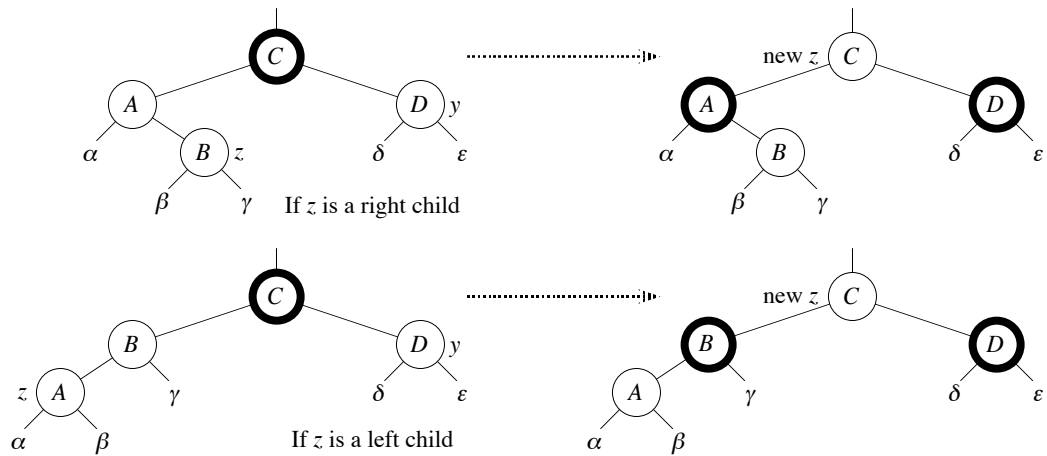 C
new z C
A D y
A D
α B z δ ε
α B δ ε
β γ
β γ
If z is a right child
C
new z C
B D y
B D
z A γ δ ε
A γ δ ε
α β
α β
If z is a left child